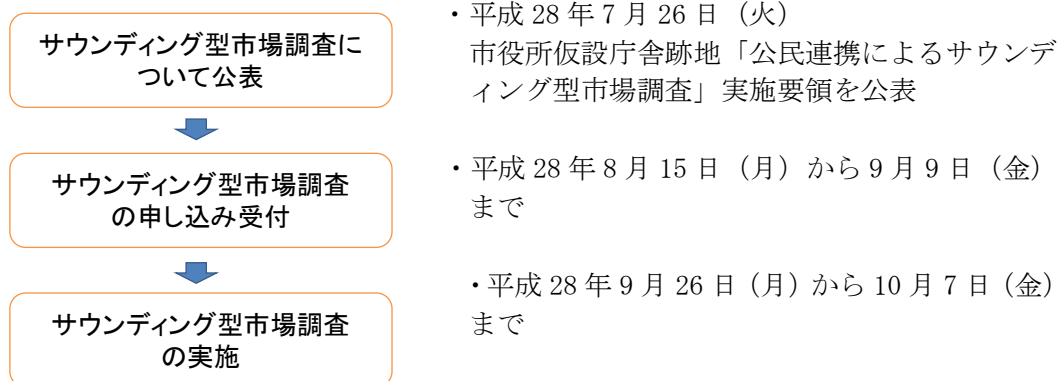 サウンディング型市場調査に
ついて公表
・平成 28 年 7 月 26 日（火）
市役所仮設庁舎跡地「公民連携によるサウンデ
ィング型市場調査」実施要領を公表
サウンディング型市場調査
の申し込み受付
・平成 28 年 8 月 15 日（月）から 9 月 9 日（金）
まで
サウンディング型市場調査
の実施
・平成 28 年 9 月 26 日（月）から 10 月 7 日（金）
まで